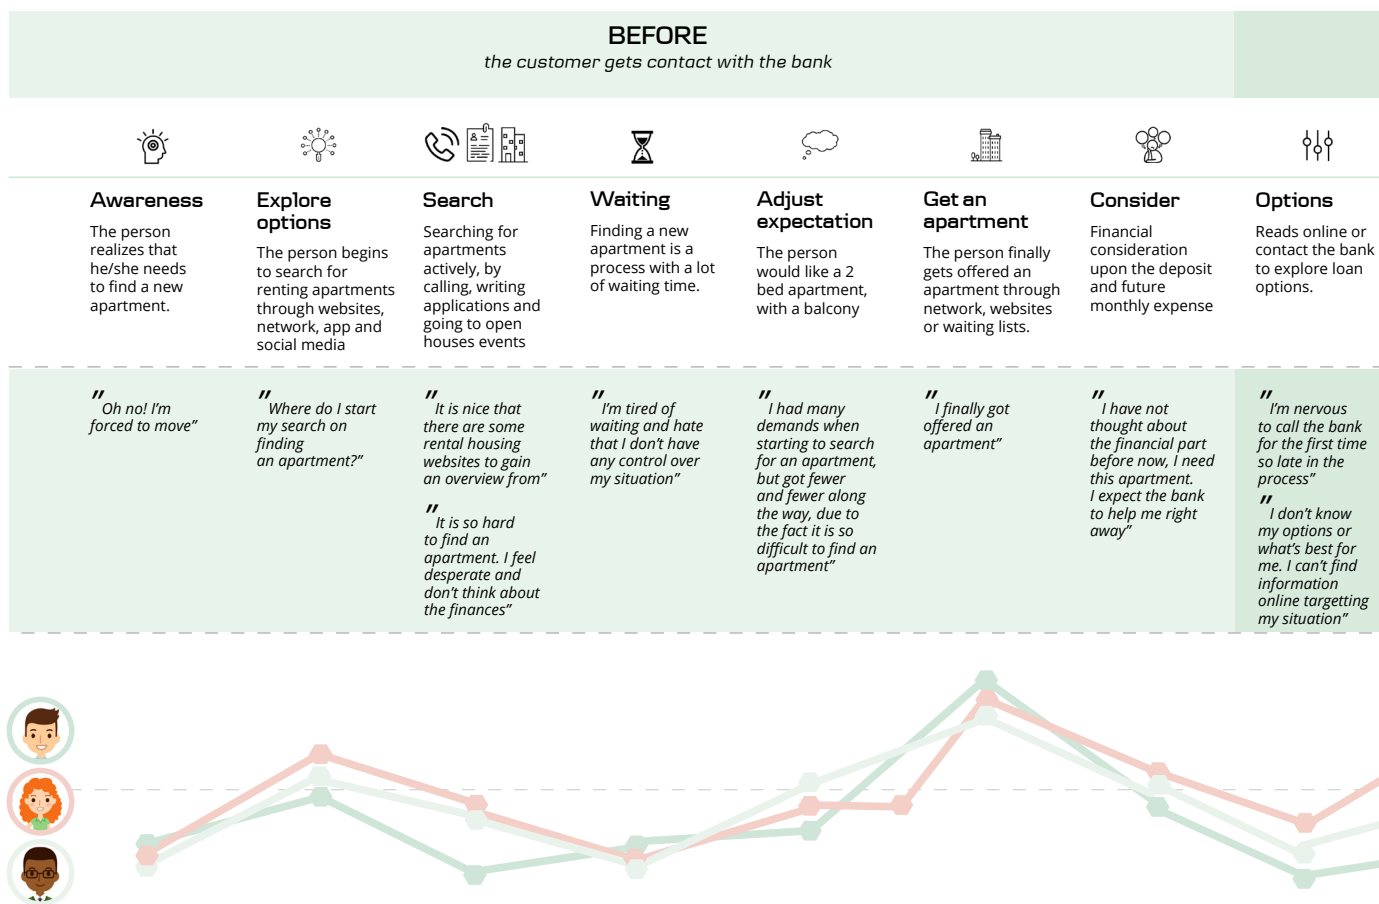 BEFORE
the customer gets contact with the bank
Awareness
The person
realizes that
he/she needs
to find a new
apartment.
Explore
options
The person begins
to search for
renting apartments
through websites,
network, app and
social media
Search
Searching for
apartments
actively, by
calling, writing
applications and
going to open
houses events
Waiting
Finding a new
apartment is a
process with a lot
of waiting time.
Adjust
expectation
The person
would like a 2
bed apartment,
with a balcony
Get an
apartment
The person finally
gets offered an
apartment through
network, websites
or waiting lists.
Consider
Financial
consideration
upon the deposit
and future
monthly expense
Options
Reads online or
contact the bank
to explore loan
options.
"Oh no! I'm
forced to move"
"Where do I start
my search on
finding
an apartment?"
"It is nice that
there are some
rental housing
websites to gain
an overview from"
"It is so hard
to find an
apartment. I feel
desperate and
don't think about
the finances"
"I'm tired of
waiting and hate
that I don't have
any control over
my situation"
"I had many
demands when
starting to search
for an apartment,
but got fewer
and fewer along
the way, due to
the fact it is so
difficult to find an
apartment"
"I finally got
offered an
apartment"
"I have not
thought about
the financial part
before now, I need
this apartment.
I expect the bank
to help me right
away"
"I'm nervous
to call the bank
for the first time
so late in the
process"
"I don't know
my options or
what's best for
me. I can't find
information
online targetting
my situation"